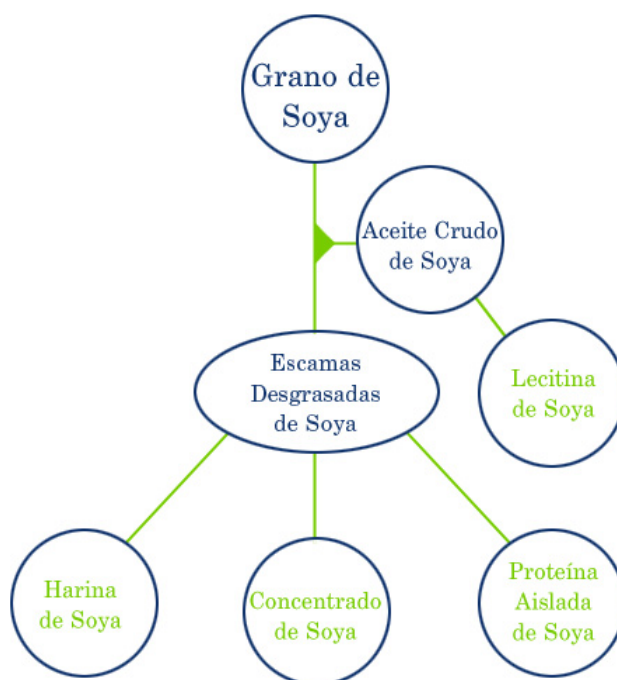 Grano de
Soya
Aceite Crudo
de Soya
Escamas
Desgrasadas
de Soya
Lecitina
de Soya
Harina
de Soya
Concentrado
de Soya
Proteína
Aislada
de Soya